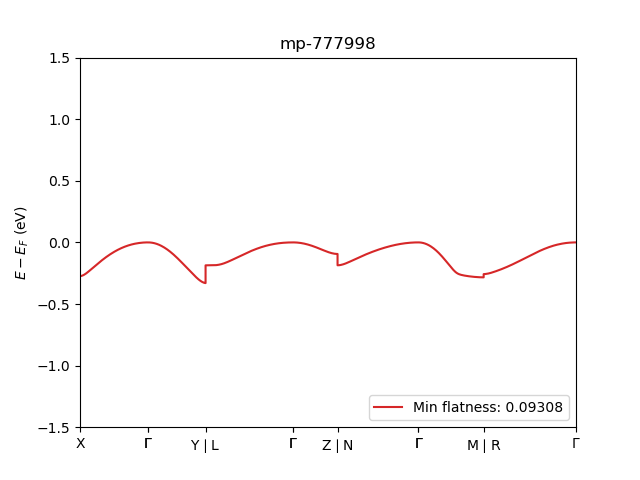 mp-777998
E − E_F (eV)
1.5
1.0
0.5
0.0
−0.5
−1.0
−1.5
Min flatness: 0.09308
X Γ Y | L Γ Z | N Γ M | R Γ